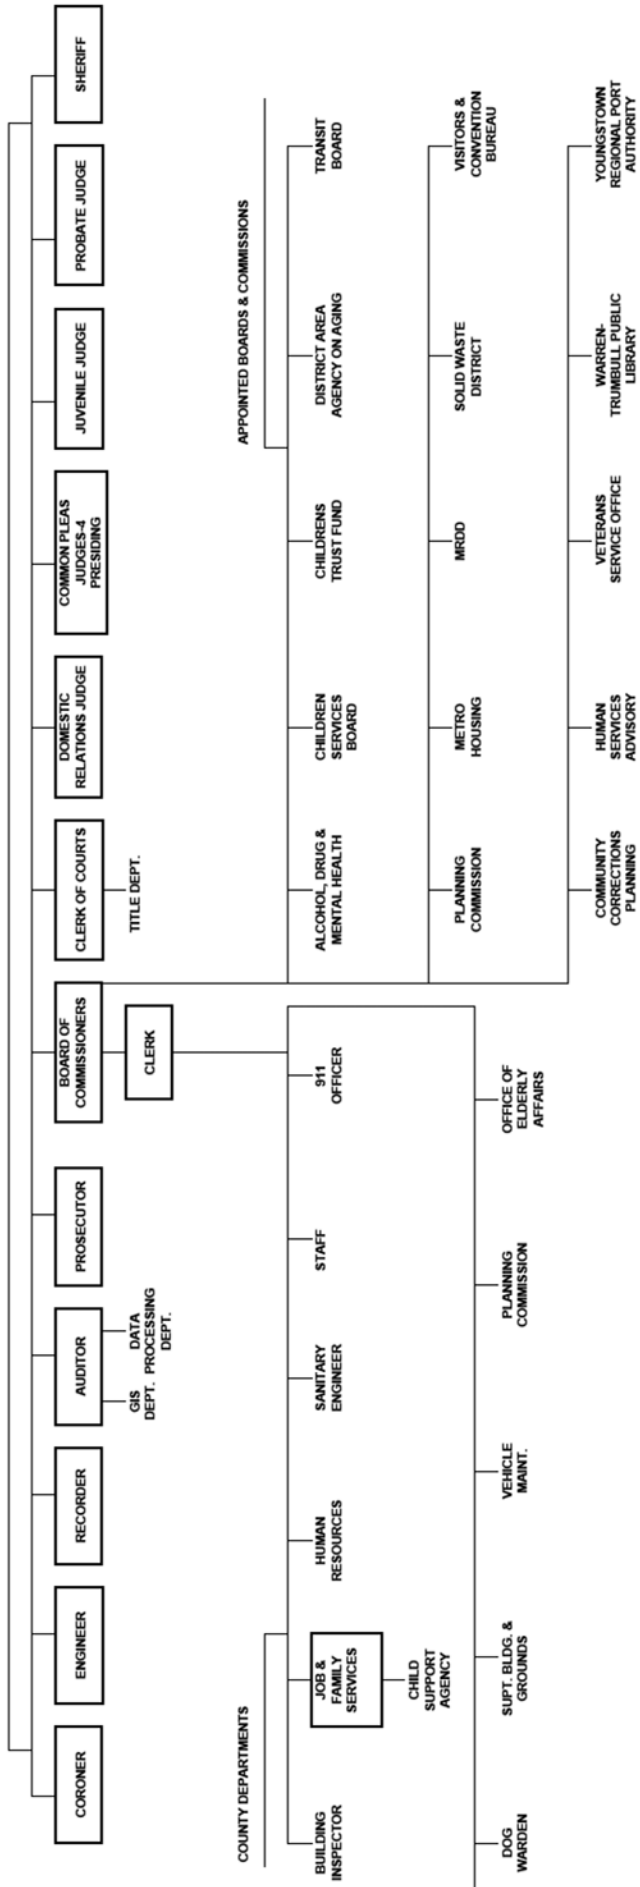 CORONER
ENGINEER
RECORDER
AUDITOR
PROSECUTOR
BOARD OF
COMMISSIONERS
CLERK OF COURTS
DOMESTIC
RELATIONS JUDGE
COMMON PLEAS
JUDGES-4
PRESIDING
JUVENILE JUDGE
PROBATE JUDGE
SHERIFF
GIS
DEPT.
DATA
PROCESSING
DEPT.
CLERK
TITLE DEPT.
COUNTY DEPARTMENTS
APPOINTED BOARDS & COMMISSIONS
BUILDING
INSPECTOR
JOB &
FAMILY
SERVICES
HUMAN
RESOURCES
SANITARY
ENGINEER
STAFF
911
OFFICER
ALCOHOL, DRUG &
MENTAL HEALTH
CHILDREN
SERVICES
BOARD
CHILDRENS
TRUST FUND
DISTRICT AREA
AGENCY ON AGING
TRANSIT
BOARD
CHILD
SUPPORT
AGENCY
PLANNING
COMMISSION
METRO
HOUSING
MRDD
SOLID WASTE
DISTRICT
VISITORS &
CONVENTION
BUREAU
DOG
WARDEN
SUPT. BLDG. &
GROUNDS
VEHICLE
MAINT.
PLANNING
COMMISSION
OFFICE OF
ELDERLY
AFFAIRS
COMMUNITY
CORRECTIONS
PLANNING
HUMAN
SERVICES
ADVISORY
VETERANS
SERVICE OFFICE
WARREN-
TRUMBULL PUBLIC
LIBRARY
YOUNGSTOWN
REGIONAL PORT
AUTHORITY